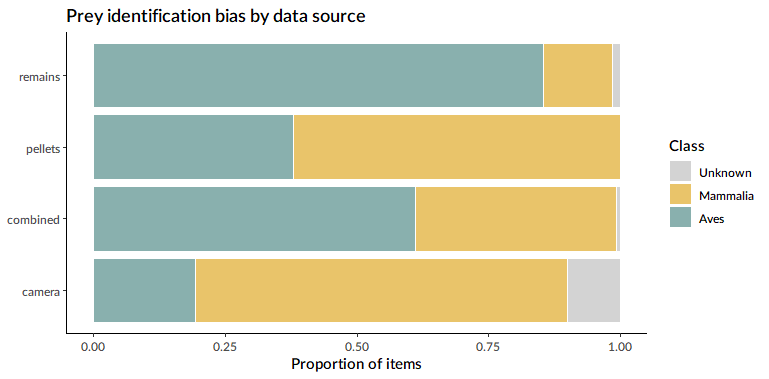 Prey identification bias by data source
remains
pellets
combined
camera
0.00 0.25 0.50 0.75 1.00
Proportion of items
Class
Unknown
Mammalia
Aves